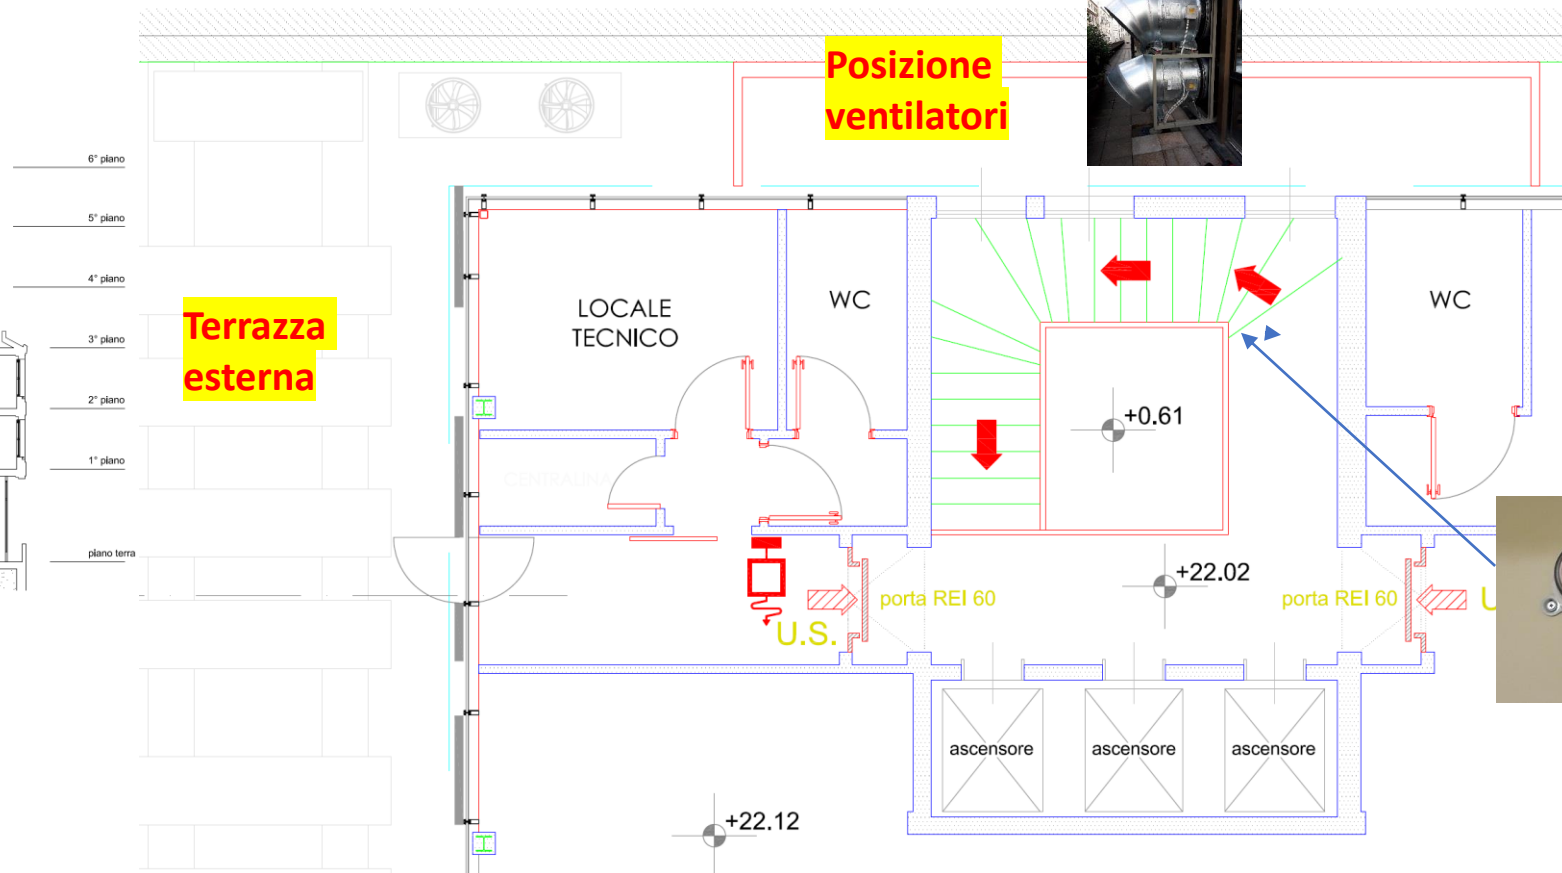 Posizione
ventilatori
6° piano
5° piano
4° piano
3° piano
2° piano
1° piano
piano terra
Terrazza
esterna
LOCALE
TECNICO
WC
WC
+0.61
CENTRALINA
+22.02
porta REI 60
porta REI 60
U.S.
U
ascensore
ascensore
ascensore
+22.12